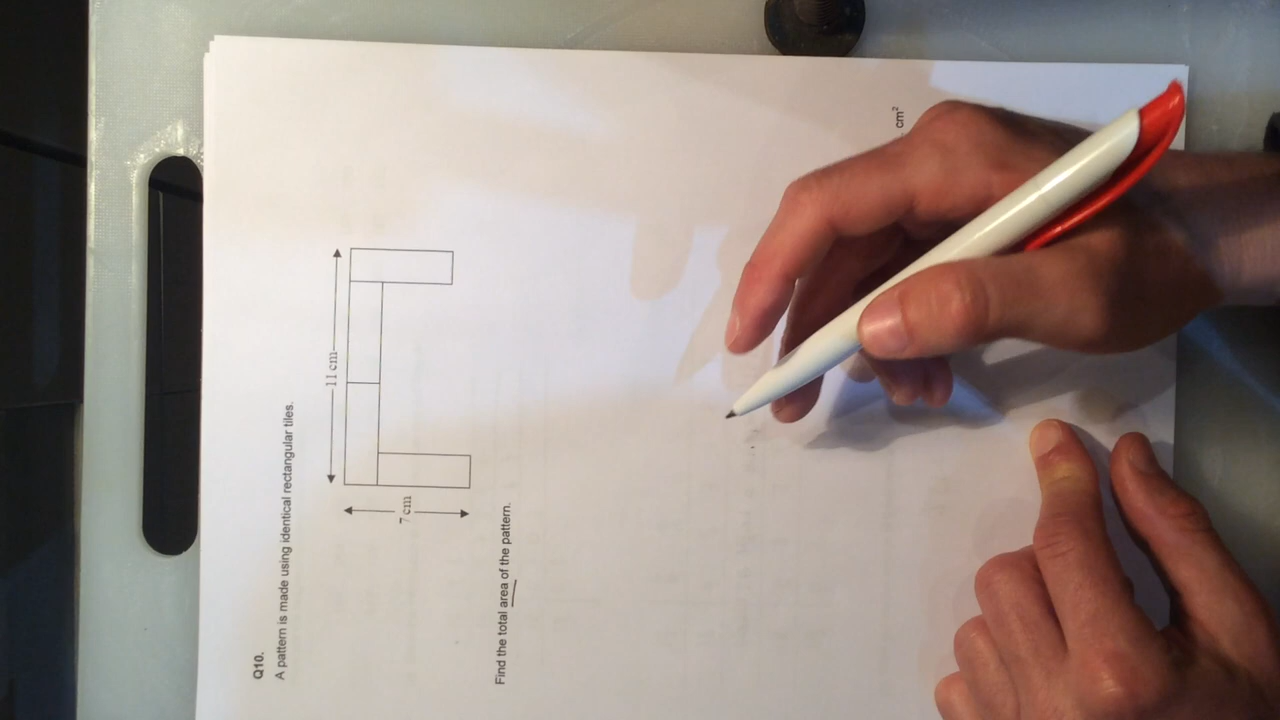 Q10.
A pattern is made using identical rectangular tiles.
11 cm
7 cm
Find the total area of the pattern.
cm²